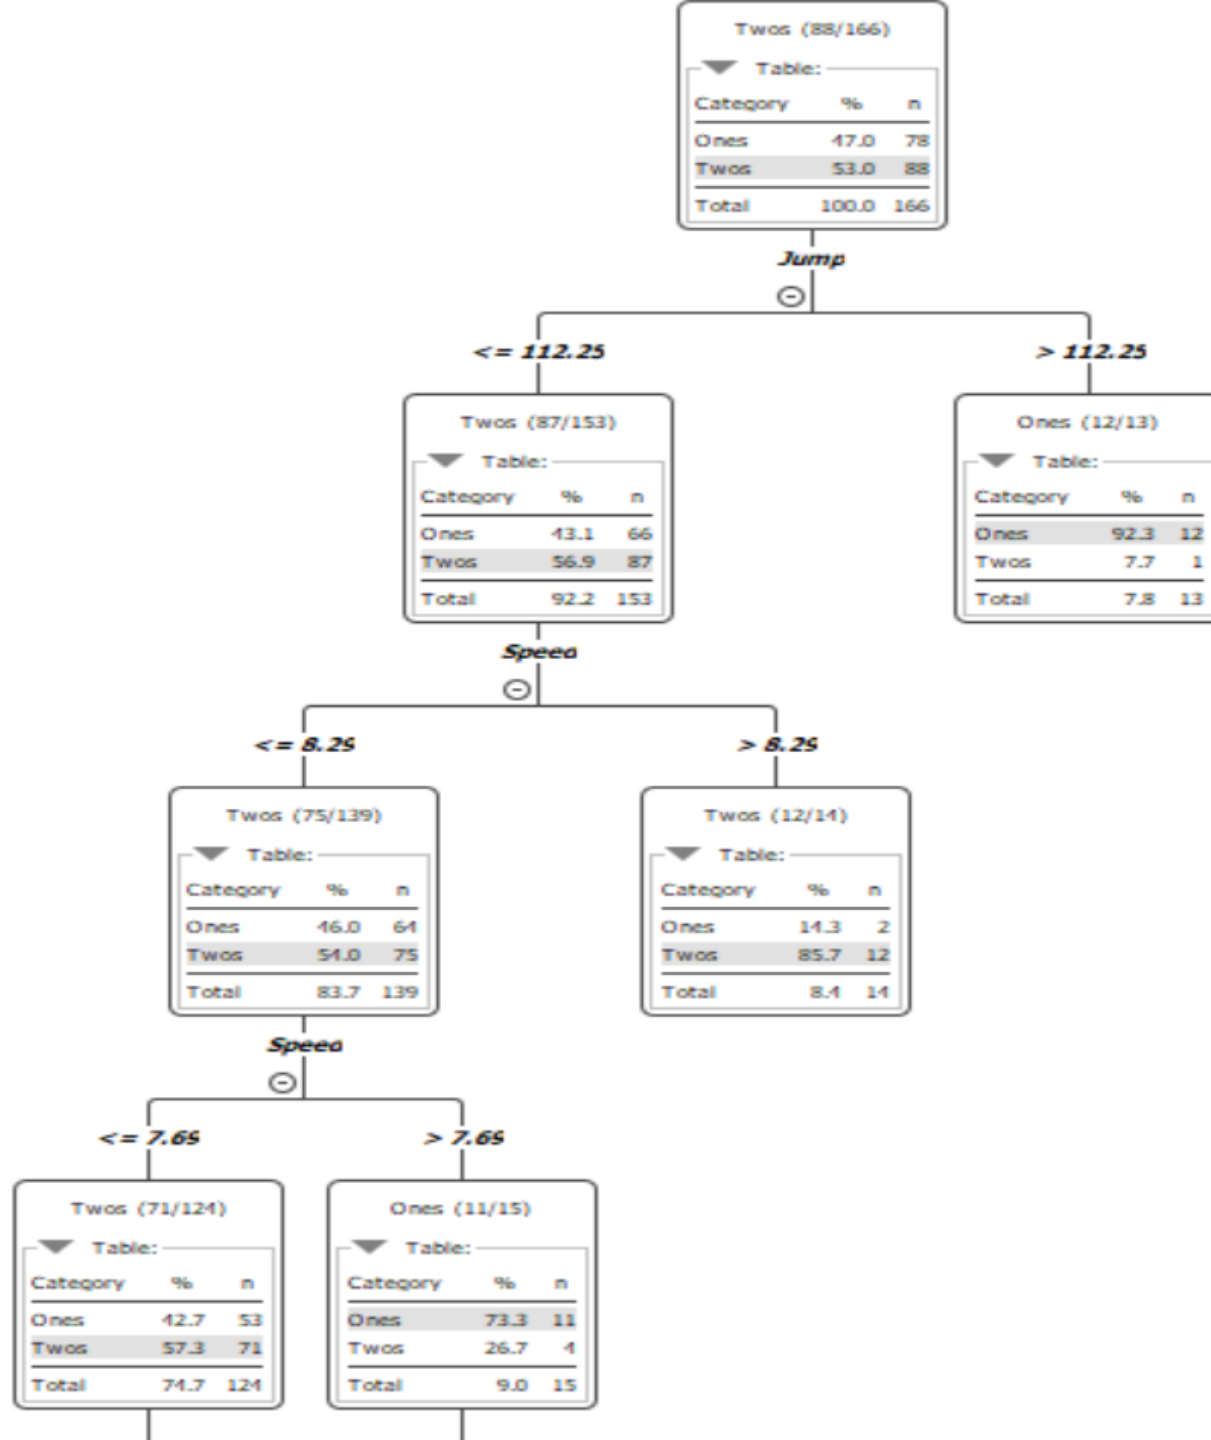 Twos (88/166)
Table:
Category % n
Ones 47.0 78
Twos 53.0 88
Total 100.0 166
Jump
<= 112.25
> 112.25
Twos (87/153)
Table:
Category % n
Ones 43.1 66
Twos 56.9 87
Total 92.2 153
Ones (12/13)
Table:
Category % n
Ones 92.3 12
Twos 7.7 1
Total 7.8 13
Speed
<= 8.29
> 8.29
Twos (75/139)
Table:
Category % n
Ones 46.0 64
Twos 54.0 75
Total 83.7 139
Twos (12/14)
Table:
Category % n
Ones 14.3 2
Twos 85.7 12
Total 8.4 14
Speed
<= 7.69
> 7.69
Twos (71/124)
Table:
Category % n
Ones 42.7 53
Twos 57.3 71
Total 74.7 124
Ones (11/15)
Table:
Category % n
Ones 73.3 11
Twos 26.7 4
Total 9.0 15